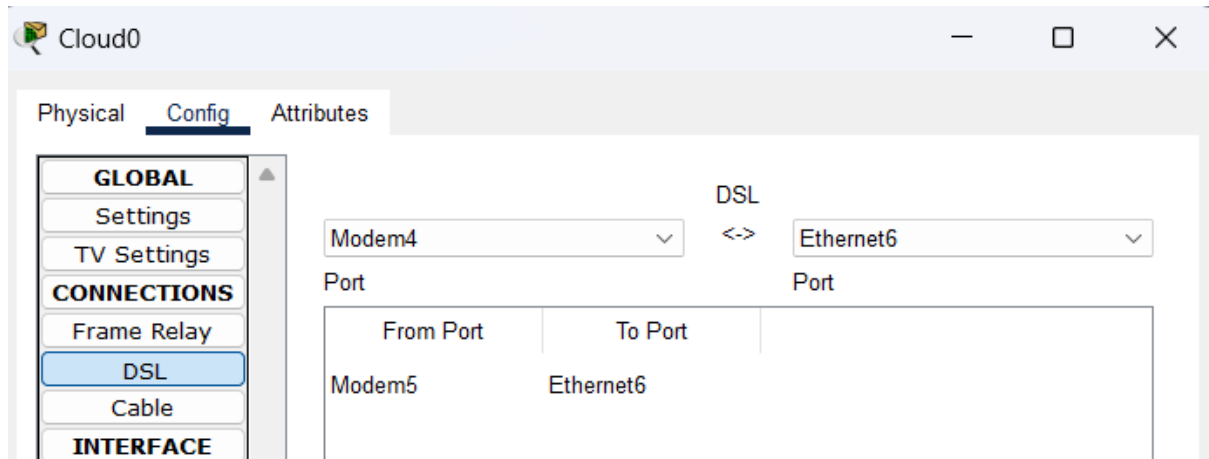 Cloud0
Physical Config Attributes
GLOBAL
Settings
TV Settings
CONNECTIONS
Frame Relay
DSL
Cable
INTERFACE
DSL
Modem4 <-> Ethernet6
Port Port
From Port To Port
Modem5 Ethernet6